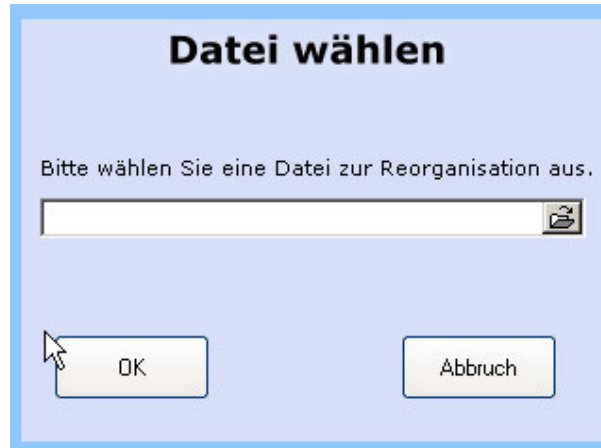 Datei wählen
Bitte wählen Sie eine Datei zur Reorganisation aus.
OK
Abbruch